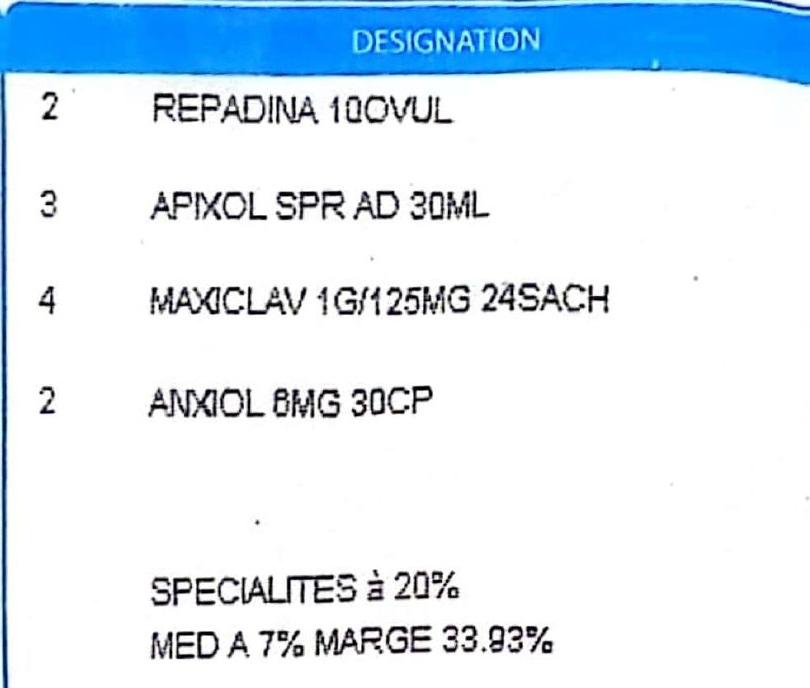 DESIGNATION
2 REPADINA 10OVUL
3 APIXOL SPR AD 30ML
4 MAXICLAV 1G/125MG 24SACH
2 ANXIOL 6MG 30CP
SPECIALITES à 20%
MED A 7% MARGE 33.93%